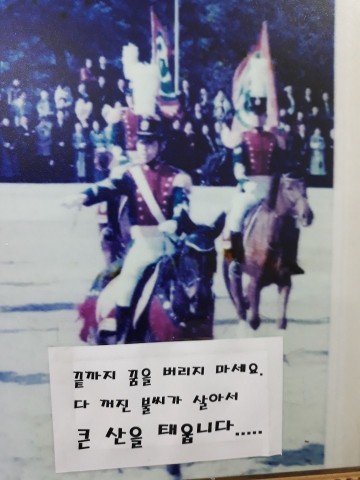 끝까지 꿈을 버리지 마세요.
다 꺼진 불씨가 살아서
큰 산을 태웁니다.....